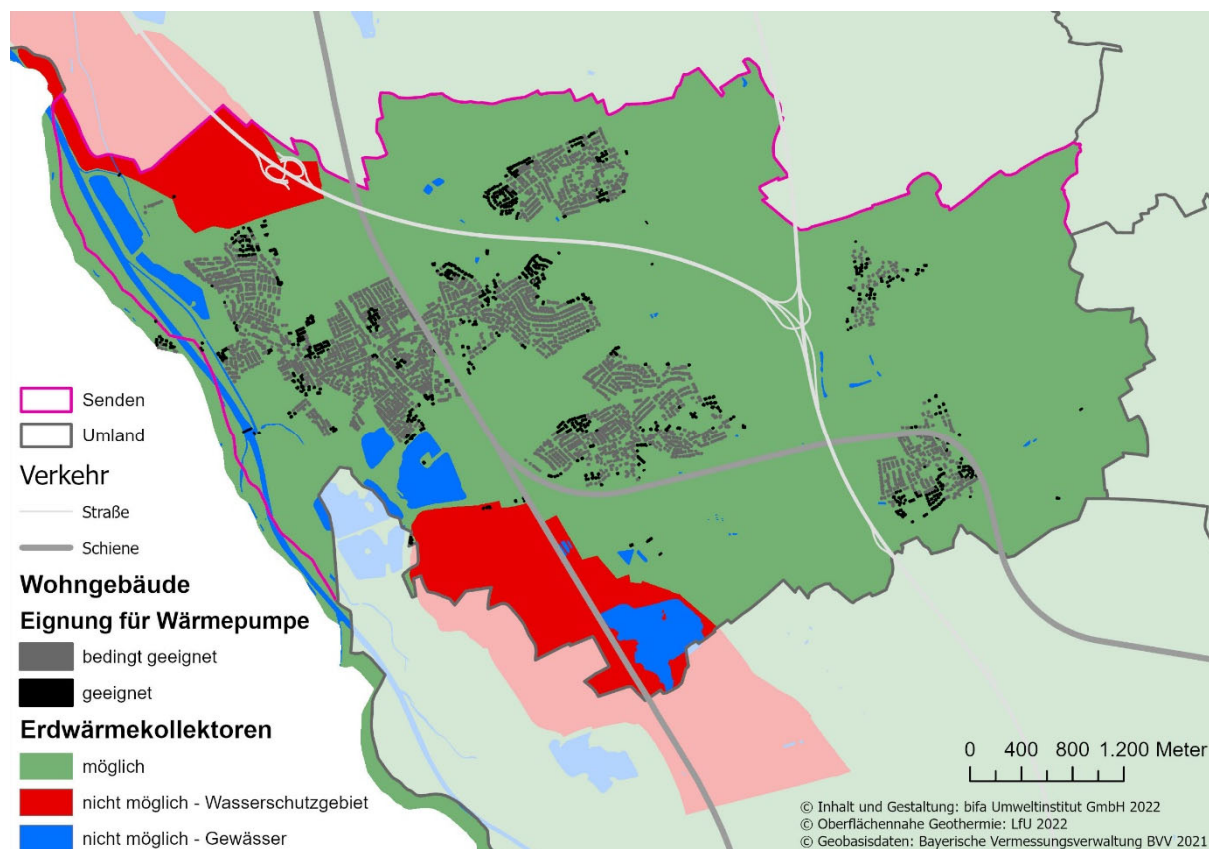 Senden
Umland
Verkehr
Straße
Schiene
Wohngebäude
Eignung für Wärmepumpe
bedingt geeignet
geeignet
Erdwärmekollektoren
möglich
nicht möglich - Wasserschutzgebiet
nicht möglich - Gewässer
0 400 800 1.200 Meter
© Inhalt und Gestaltung: bifa Umweltinstitut GmbH 2022
© Oberflächennahe Geothermie: LfU 2022
© Geobasisdaten: Bayerische Vermessungsverwaltung BVV 2021